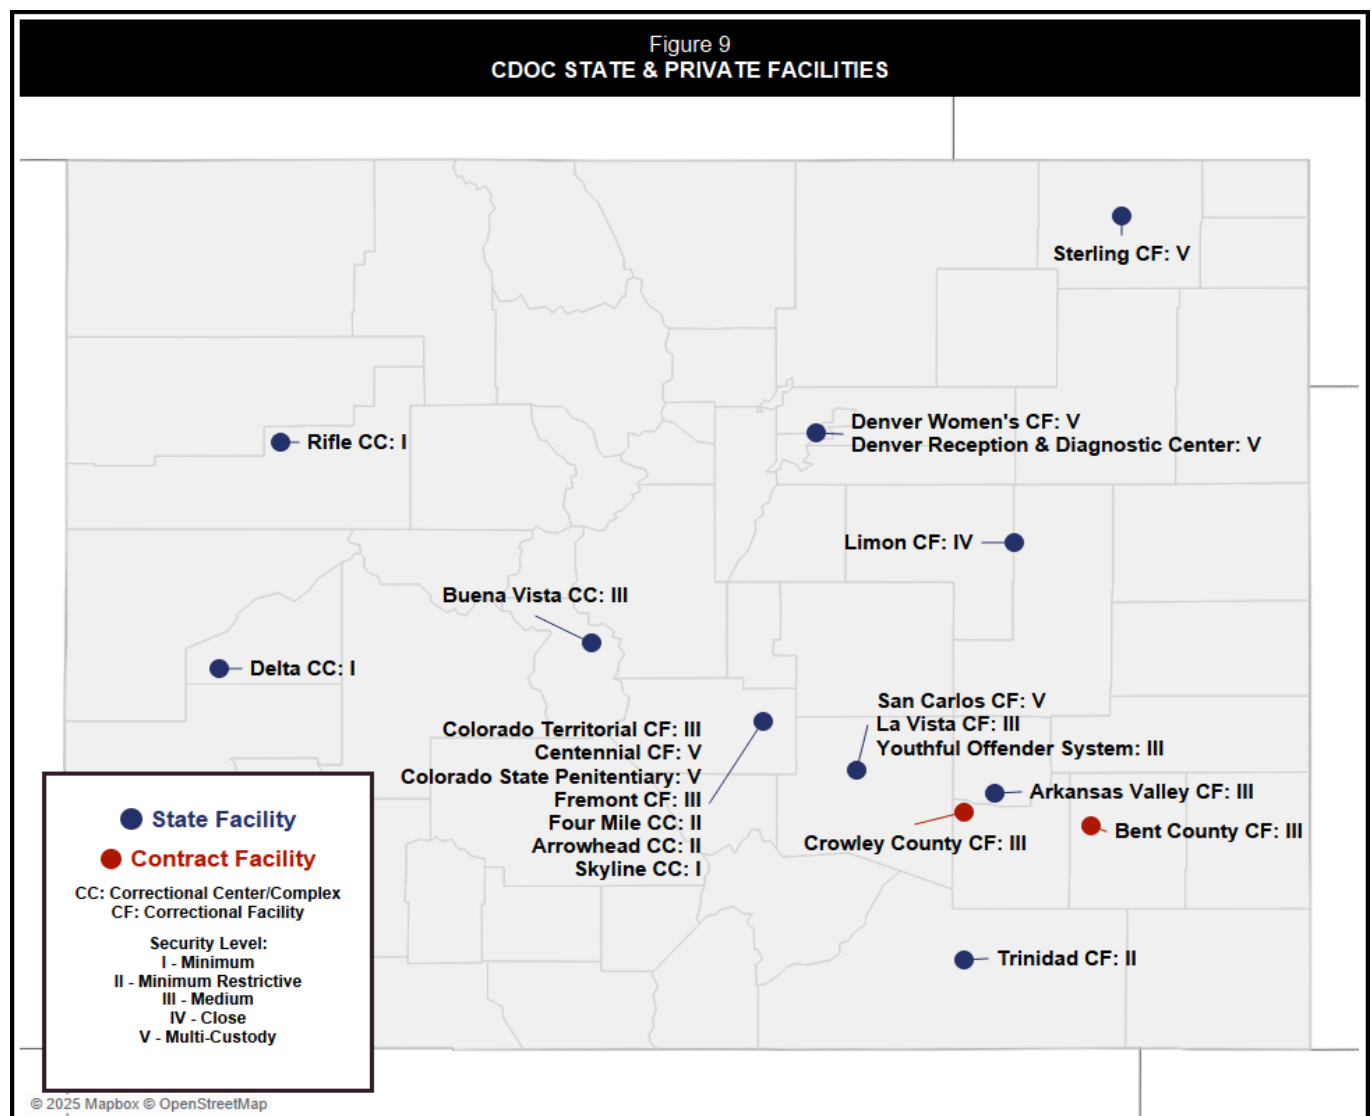 Figure 9
CDOC STATE & PRIVATE FACILITIES
Sterling CF: V
Denver Women's CF: V
Denver Reception & Diagnostic Center: V
Rifle CC: I
Limon CF: IV
Buena Vista CC: III
Delta CC: I
San Carlos CF: V
La Vista CF: III
Youthful Offender System: III
Colorado Territorial CF: III
Centennial CF: V
Colorado State Penitentiary: V
Fremont CF: III
Four Mile CC: II
Arrowhead CC: II
Skyline CC: I
Arkansas Valley CF: III
Crowley County CF: III
Bent County CF: III
Trinidad CF: II
State Facility
Contract Facility
CC: Correctional Center/Complex
CF: Correctional Facility
Security Level:
I - Minimum
II - Minimum Restrictive
III - Medium
IV - Close
V - Multi-Custody
© 2025 Mapbox © OpenStreetMap